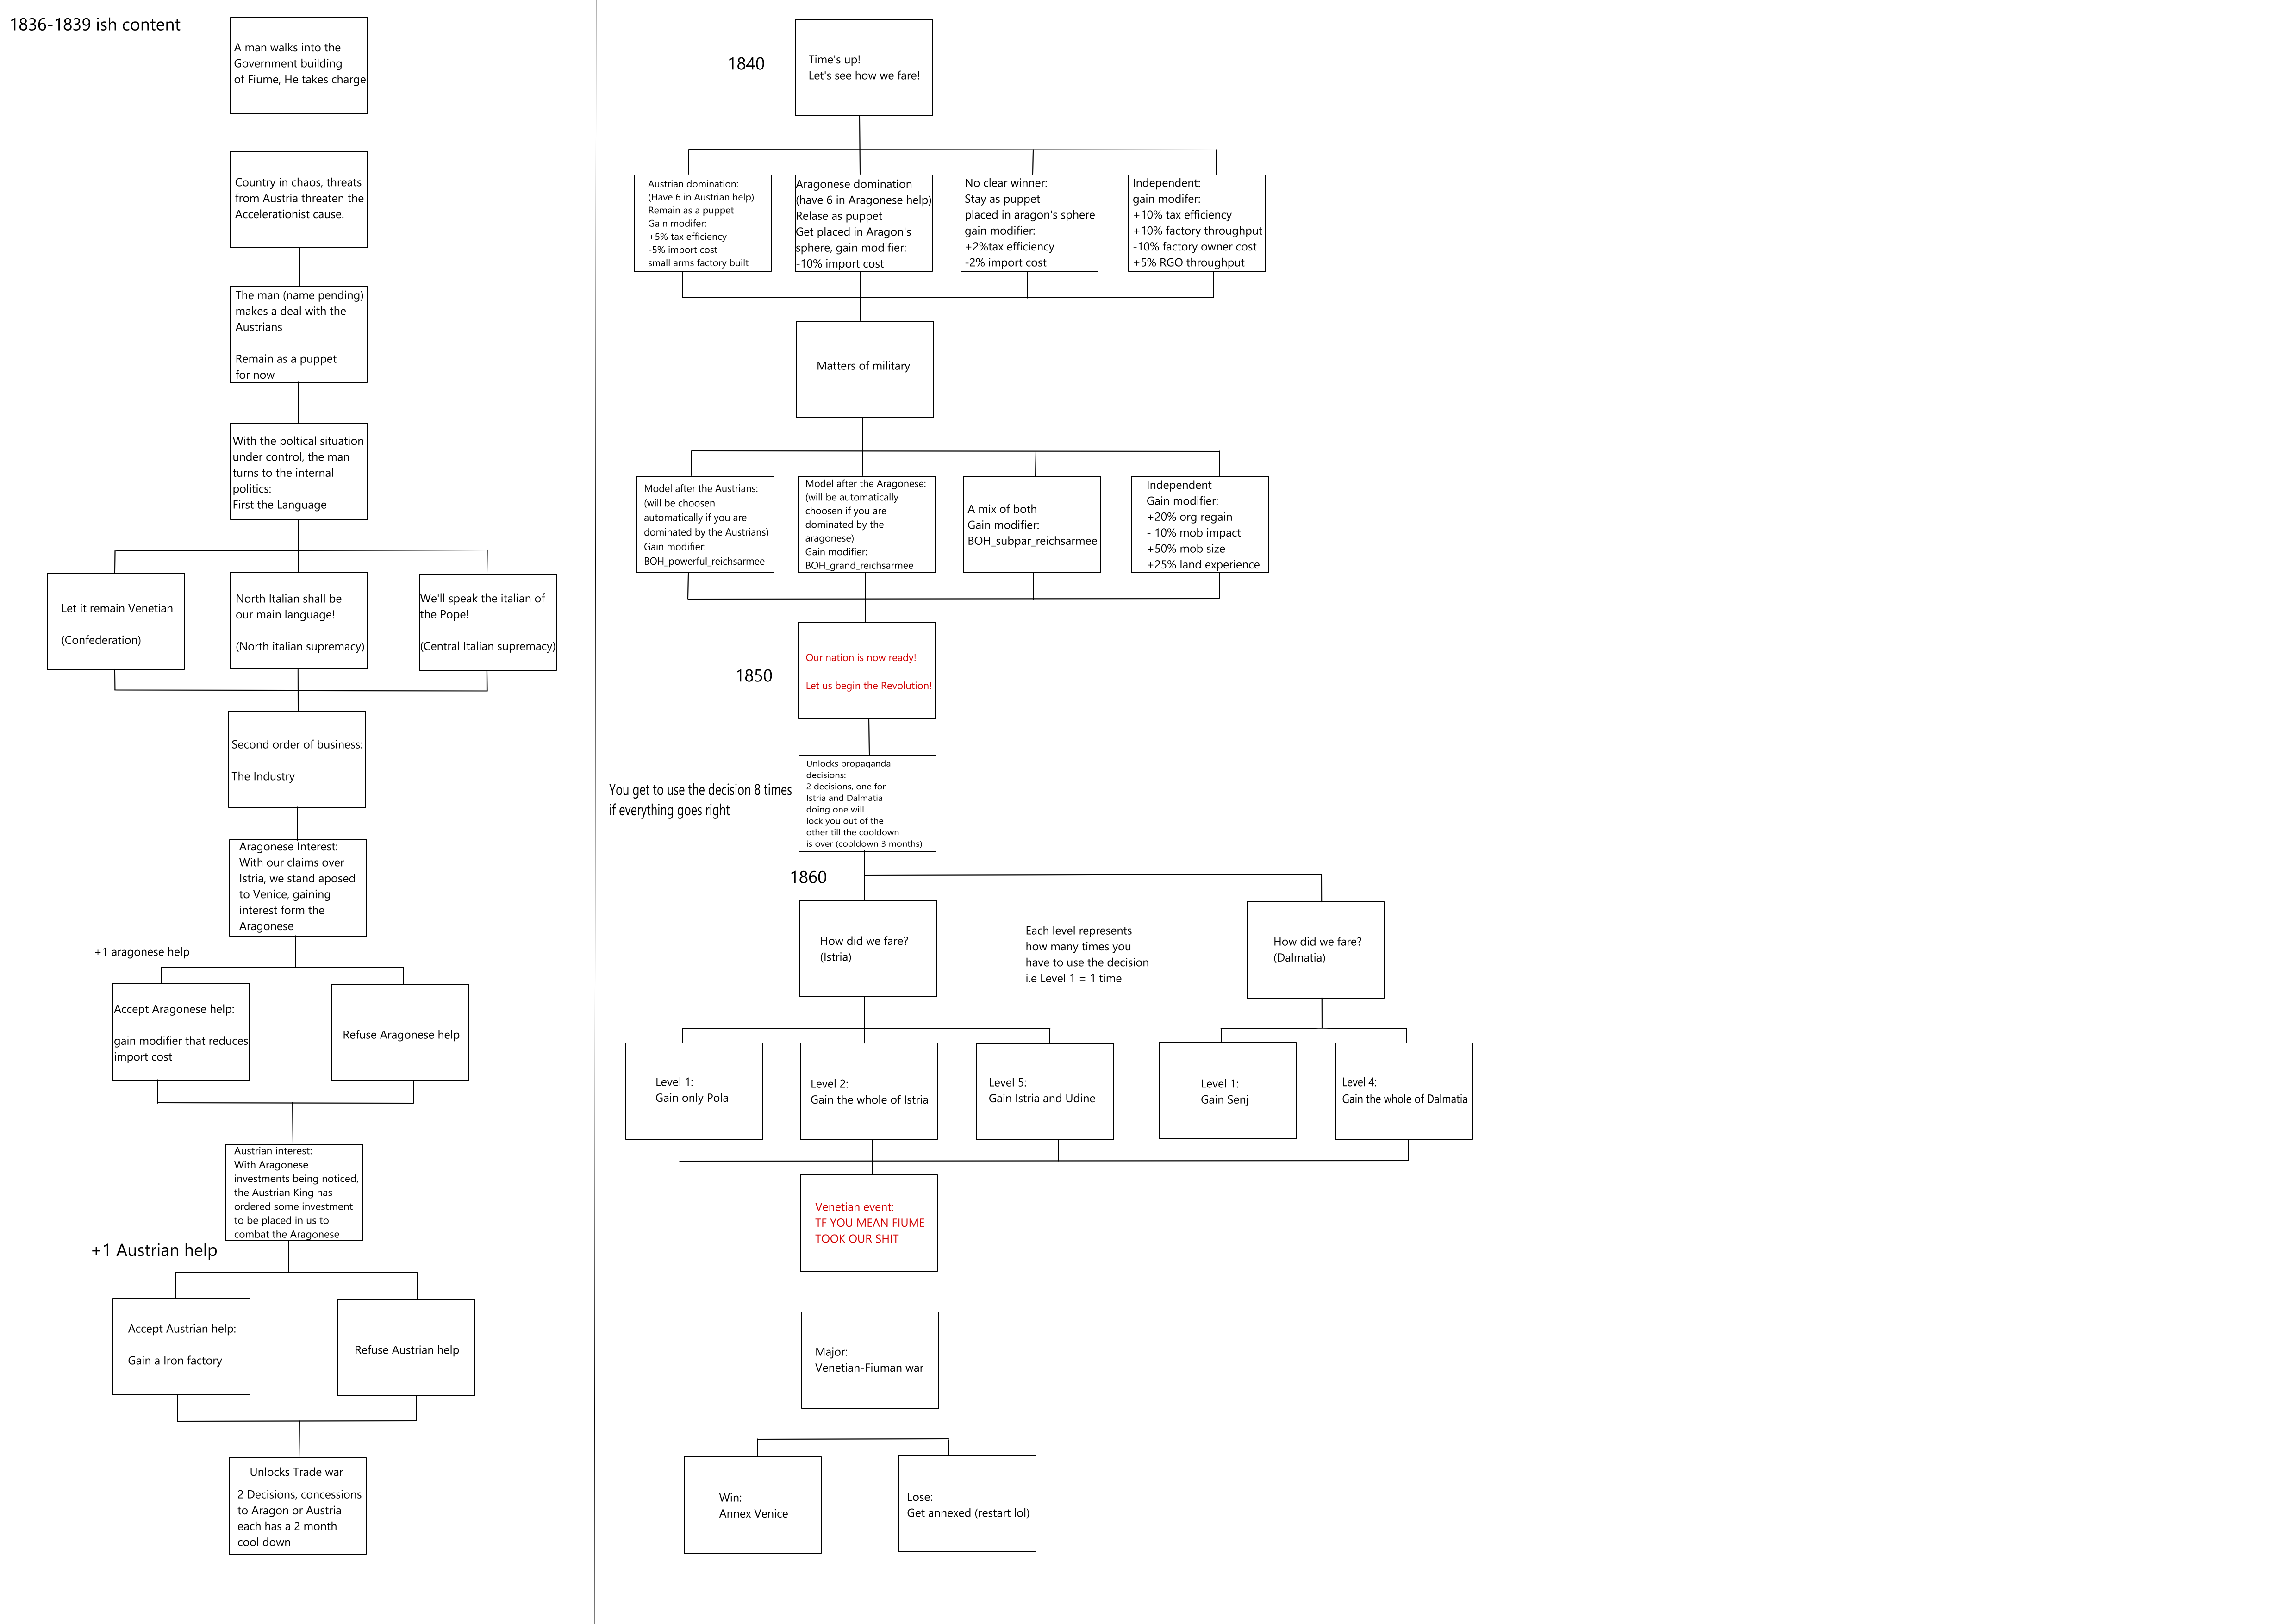 1836-1839 ish content
A man walks into the
Government building
of Fiume, He takes charge
Country in chaos, threats
from Austria threaten the
Accelerationist cause.
The man (name pending)
makes a deal with the
Austrians
Remain as a puppet
for now
With the poltical situation
under control, the man
turns to the internal
politics:
First the Language
Let it remain Venetian
(Confederation)
North Italian shall be
our main language!
(North italian supremacy)
We'll speak the italian of
the Pope!
(Central Italian supremacy)
Second order of business:
The Industry
Aragonese Interest:
With our claims over
Istria, we stand aposed
to Venice, gaining
interest form the
Aragonese
+1 aragonese help
Accept Aragonese help:
gain modifier that reduces
import cost
Refuse Aragonese help
Austrian interest:
With Aragonese
investments being noticed,
the Austrian King has
ordered some investment
to be placed in us to
combat the Aragonese
+1 Austrian help
Accept Austrian help:
Gain a Iron factory
Refuse Austrian help
Unlocks Trade war
2 Decisions, concessions
to Aragon or Austria
each has a 2 month
cool down
1840
Time's up!
Let's see how we fare!
Austrian domination:
(Have 6 in Austrian help)
Remain as a puppet
Gain modifer:
+5% tax efficiency
-5% import cost
small arms factory built
Aragonese domination
(have 6 in Aragonese help)
Relase as puppet
Get placed in Aragon's
sphere, gain modifier:
-10% import cost
No clear winner:
Stay as puppet
placed in aragon's sphere
gain modifier:
+2%tax efficiency
-2% import cost
Independent:
gain modifer:
+10% tax efficiency
+10% factory throughput
-10% factory owner cost
+5% RGO throughput
Matters of military
Model after the Austrians:
(will be choosen
automatically if you are
dominated by the Austrians)
Gain modifier:
BOH_powerful_reichsarmee
Model after the Aragonese:
(will be automatically
choosen if you are
dominated by the
aragonese)
Gain modifier:
BOH_grand_reichsarmee
A mix of both
Gain modifier:
BOH_subpar_reichsarmee
Independent
Gain modifier:
+20% org regain
- 10% mob impact
+50% mob size
+25% land experience
1850
Our nation is now ready!
Let us begin the Revolution!
You get to use the decision 8 times
if everything goes right
Unlocks propaganda
decisions:
2 decisions, one for
Istria and Dalmatia
doing one will
lock you out of the
other till the cooldown
is over (cooldown 3 months)
1860
How did we fare?
(Istria)
Each level represents
how many times you
have to use the decision
i.e Level 1 = 1 time
How did we fare?
(Dalmatia)
Level 1:
Gain only Pola
Level 2:
Gain the whole of Istria
Level 5:
Gain Istria and Udine
Level 1:
Gain Senj
Level 4:
Gain the whole of Dalmatia
Venetian event:
TF YOU MEAN FIUME
TOOK OUR SHIT
Major:
Venetian-Fiuman war
Win:
Annex Venice
Lose:
Get annexed (restart lol)